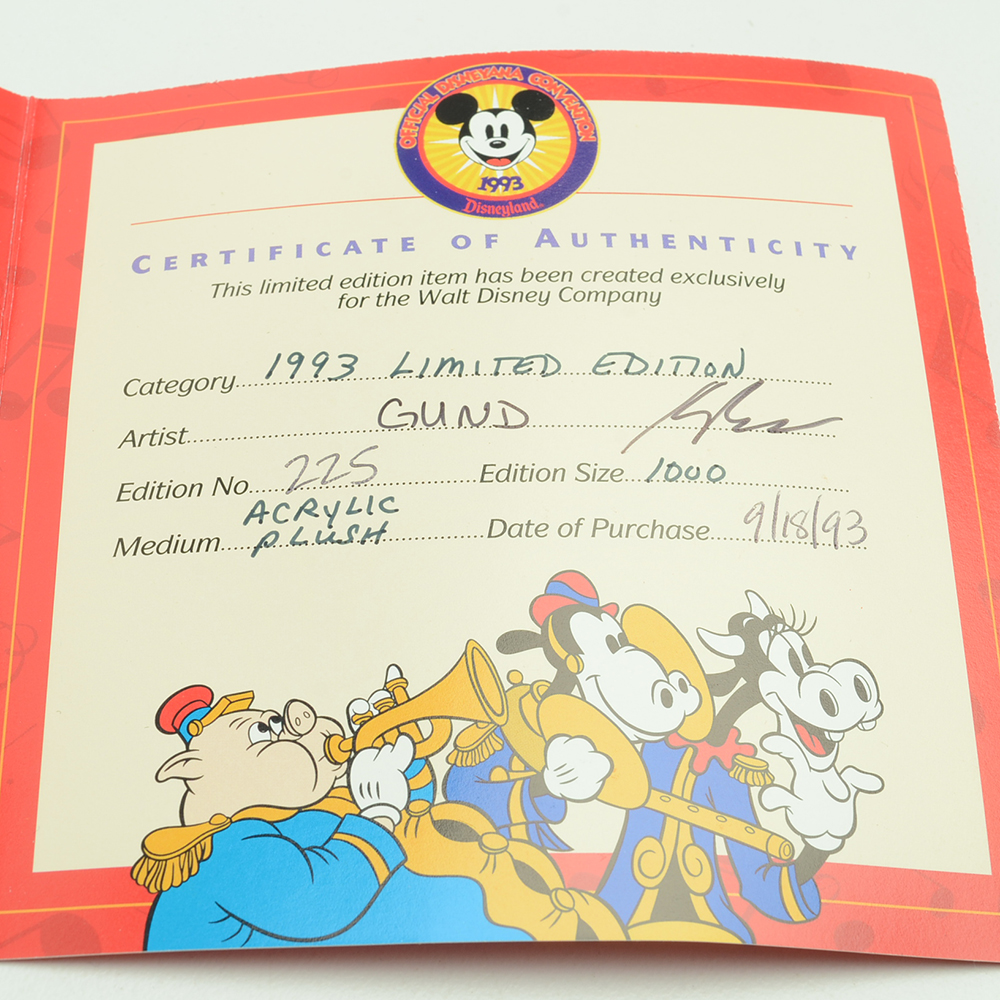 OFFICIAL DISNEYANA CONVENTION
1993
Disneyland.
CERTIFICATE OF AUTHENTICITY
This limited edition item has been created exclusively
for the Walt Disney Company
Category 1993 LIMITED EDITION
Artist GUND
Edition No. 225 Edition Size 1000
Medium ACRYLIC
PLUSH Date of Purchase 9/18/93